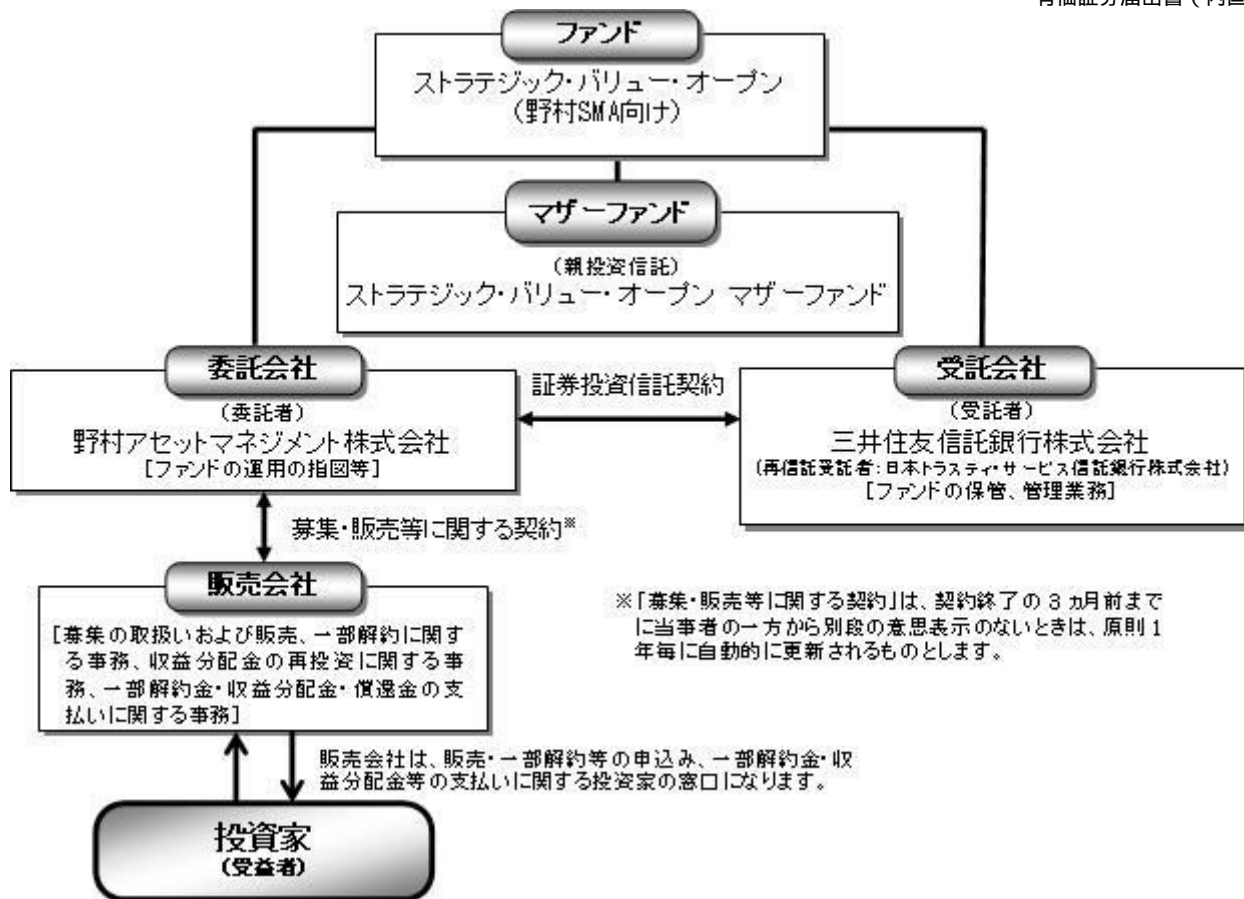 有価証券届出書(内国
ファンド
ストラテジック・バリュー・オープン
(野村SMA向け)
マザーファンド
(親投資信託)
ストラテジック・バリュー・オープン マザーファンド
委託会社
(委託者)
野村アセットマネジメント株式会社
[ファンドの運用の指図等]
証券投資信託契約
受託会社
(受託者)
三井住友信託銀行株式会社
(再信託受託者:日本トラスティ・サービス信託銀行株式会社)
[ファンドの保管、管理業務]
募集・販売等に関する契約※
販売会社
[募集の取扱いおよび販売、一部解約に関す
る事務、収益分配金の再投資に関する事
務、一部解約金・収益分配金・償還金の支
払いに関する事務]
※「募集・販売等に関する契約」は、契約終了の3ヵ月前まで
に当事者の一方から別段の意思表示のないときは、原則1
年毎に自動的に更新されるものとします。
販売会社は、販売・一部解約等の申込み、一部解約金・収
益分配金等の支払いに関する投資家の窓口になります。
投資家
(受益者)